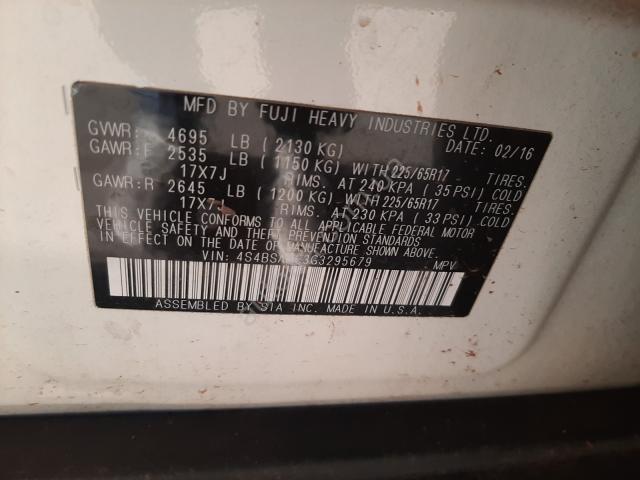 MFD BY FUJI HEAVY INDUSTRIES LTD.
GVWR: 4695 LB (2130 KG) DATE: 02/16
GAWR:F 2535 LB (1150 KG) WITH 225/65R17 TIRES.
17X7J RIMS. AT 240 KPA (35 PSI) COLD
GAWR:R 2645 LB (1200 KG) WITH 225/65R17 TIRES.
17X7J RIMS. AT 230 KPA (33 PSI) COLD
THIS VEHICLE CONFORMS TO ALL APPLICABLE FEDERAL MOTOR
VEHICLE SAFETY AND BUMPER STANDARDS
IN EFFECT ON THE DATE OF MANUFACTURE SHOWN ABOVE.
VIN: MPV
ASSEMBLED BY SIA INC. MADE IN U.S.A.